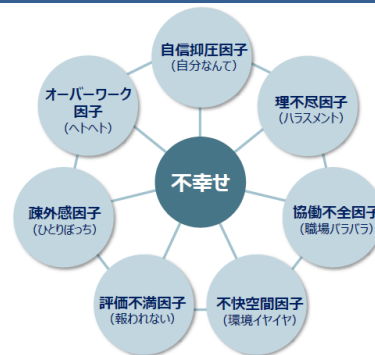 自信抑圧因子
(自分なんて)
理不尽因子
(ハラスメント)
協働不全因子
(職場バラバラ)
不快空間因子
(環境イヤイヤ)
評価不満因子
(報われない)
疎外感因子
(ひとりぼっち)
オーバーワーク
因子
(ヘトヘト)
不幸せ